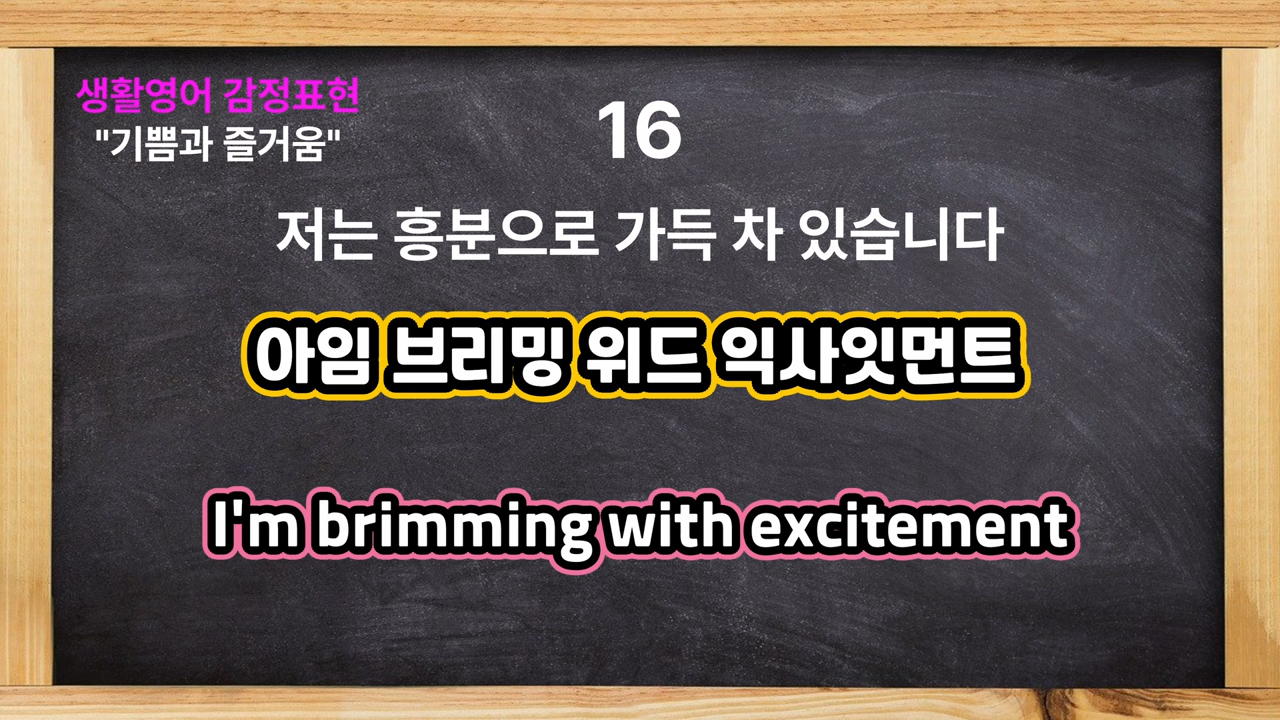 생활영어 감정표현
"기쁨과 즐거움"
16
저는 흥분으로 가득 차 있습니다
아임 브리밍 위드 익사잇먼트
I'm brimming with excitement